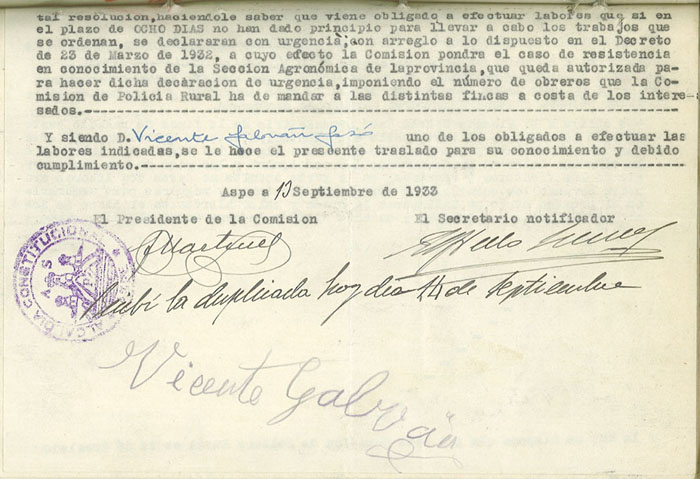 tal resolucion,haciendole saber que viene obligado a efectuar labores que si en
el plazo de OCHO DIAS no han dado principio para llevar a cabo los trabajos que
se ordenan, se declararan con urgencia,con arreglo a lo dispuesto en el Decreto
de 23 de Marzo de 1932, a cuyo efecto la Comision pondra el caso de resistencia
en conocimiento de la Seccion Agronómica de laprovincia,que queda autorizada pa-
ra hacer dicha declaracion de urgencia,imponiendo el número de obreros que la Co-
mision de Policia Rural ha de mandar a las distintas fincas a costa de los intere-
sados.
Y siendo D. Vicente Galvañ uno de los obligados a efectuar las
labores indicadas,se le hace el presente traslado para su conocimiento y debido
cumplimiento.
Aspe a 13 Septiembre de 1933
El Presidente de la Comision El Secretario notificador
ALCALDIA CONSTITUCIONAL
Recibí la duplicada hoy dia 14 de Septiembre
Vicente Galvañ